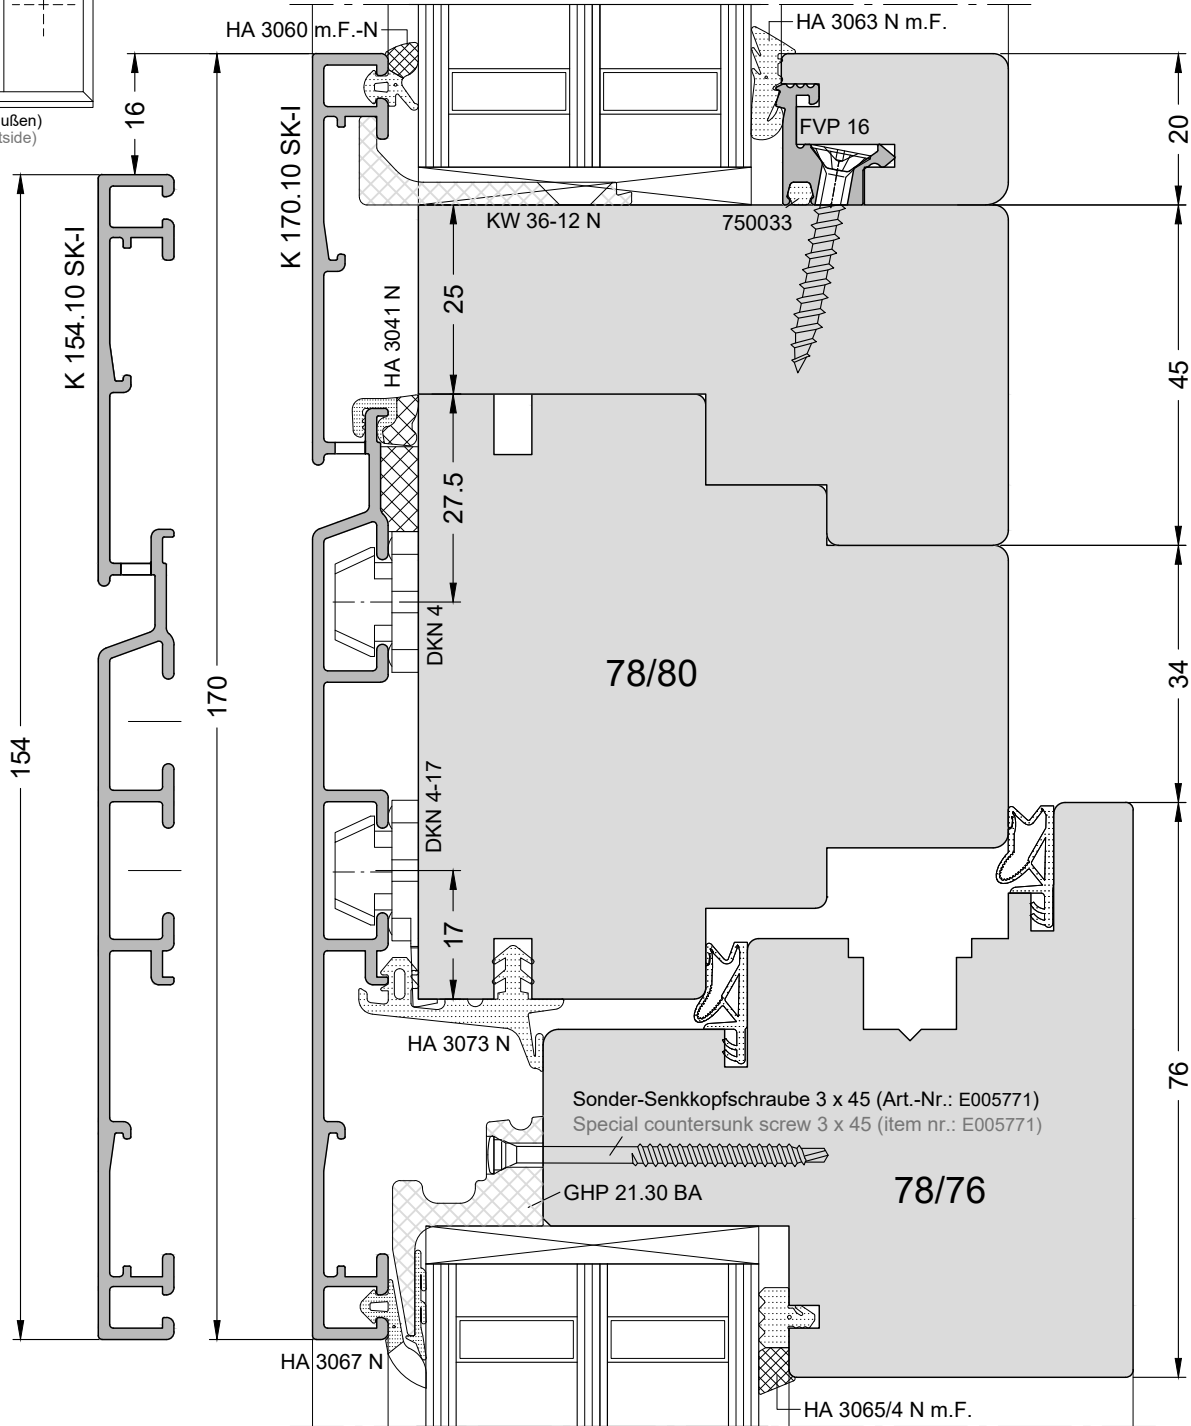 HA 3060 m.F.-N
HA 3063 N m.F.
ußen)
tside)
16
K 170.10 SK-I
FVP 16
20
154
K 154.10 SK-I
170
KW 36-12 N
750033
25
HA 3041 N
45
27.5
DKN 4
78/80
34
DKN 4-17
17
HA 3073 N
76
Sonder-Senkkopfschraube 3 x 45 (Art.-Nr.: E005771)
Special countersunk screw 3 x 45 (item nr.: E005771)
GHP 21.30 BA
78/76
HA 3067 N
HA 3065/4 N m.F.